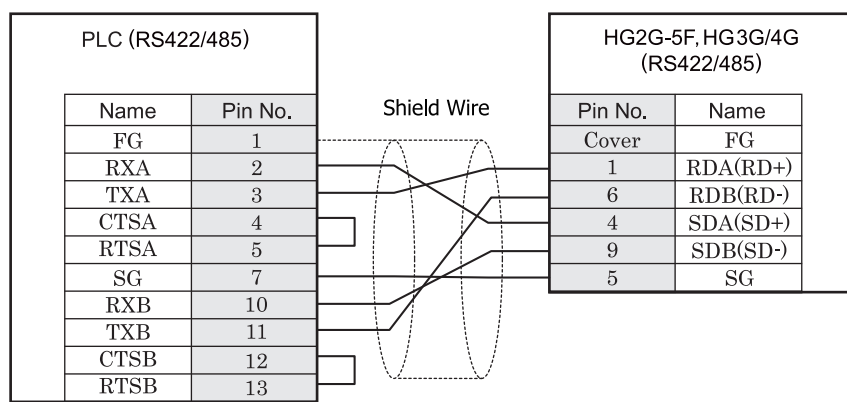 PLC (RS422/485)
HG2G-5F, HG3G/4G
(RS422/485)
Name Pin No. Shield Wire Pin No. Name
FG 1 Cover FG
RXA 2 1 RDA(RD+)
TXA 3 6 RDB(RD-)
CTSA 4 4 SDA(SD+)
RTSA 5 9 SDB(SD-)
SG 7 5 SG
RXB 10
TXB 11
CTSB 12
RTSB 13